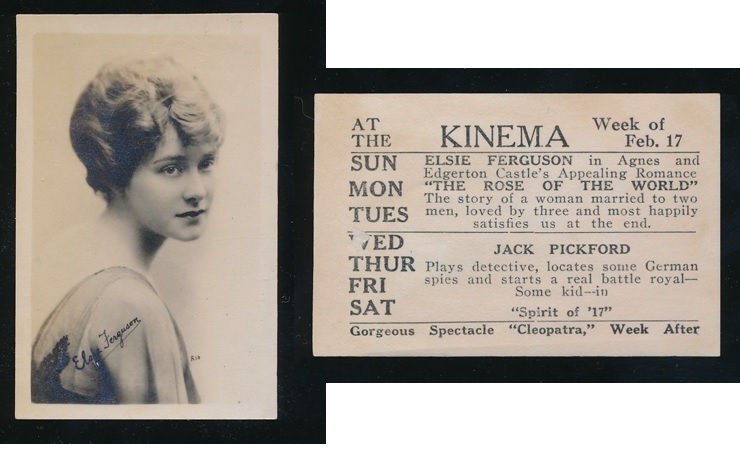 Elsie Ferguson
R10
AT THE KINEMA Week of Feb. 17
SUN MON TUES
ELSIE FERGUSON in Agnes and
Edgerton Castle's Appealing Romance
"THE ROSE OF THE WORLD"
The story of a woman married to two
men, loved by three and most happily
satisfies us at the end.
WED THUR FRI SAT
JACK PICKFORD
Plays detective, locates some German
spies and starts a real battle royal—
Some kid—in
"Spirit of '17"
Gorgeous Spectacle "Cleopatra," Week After